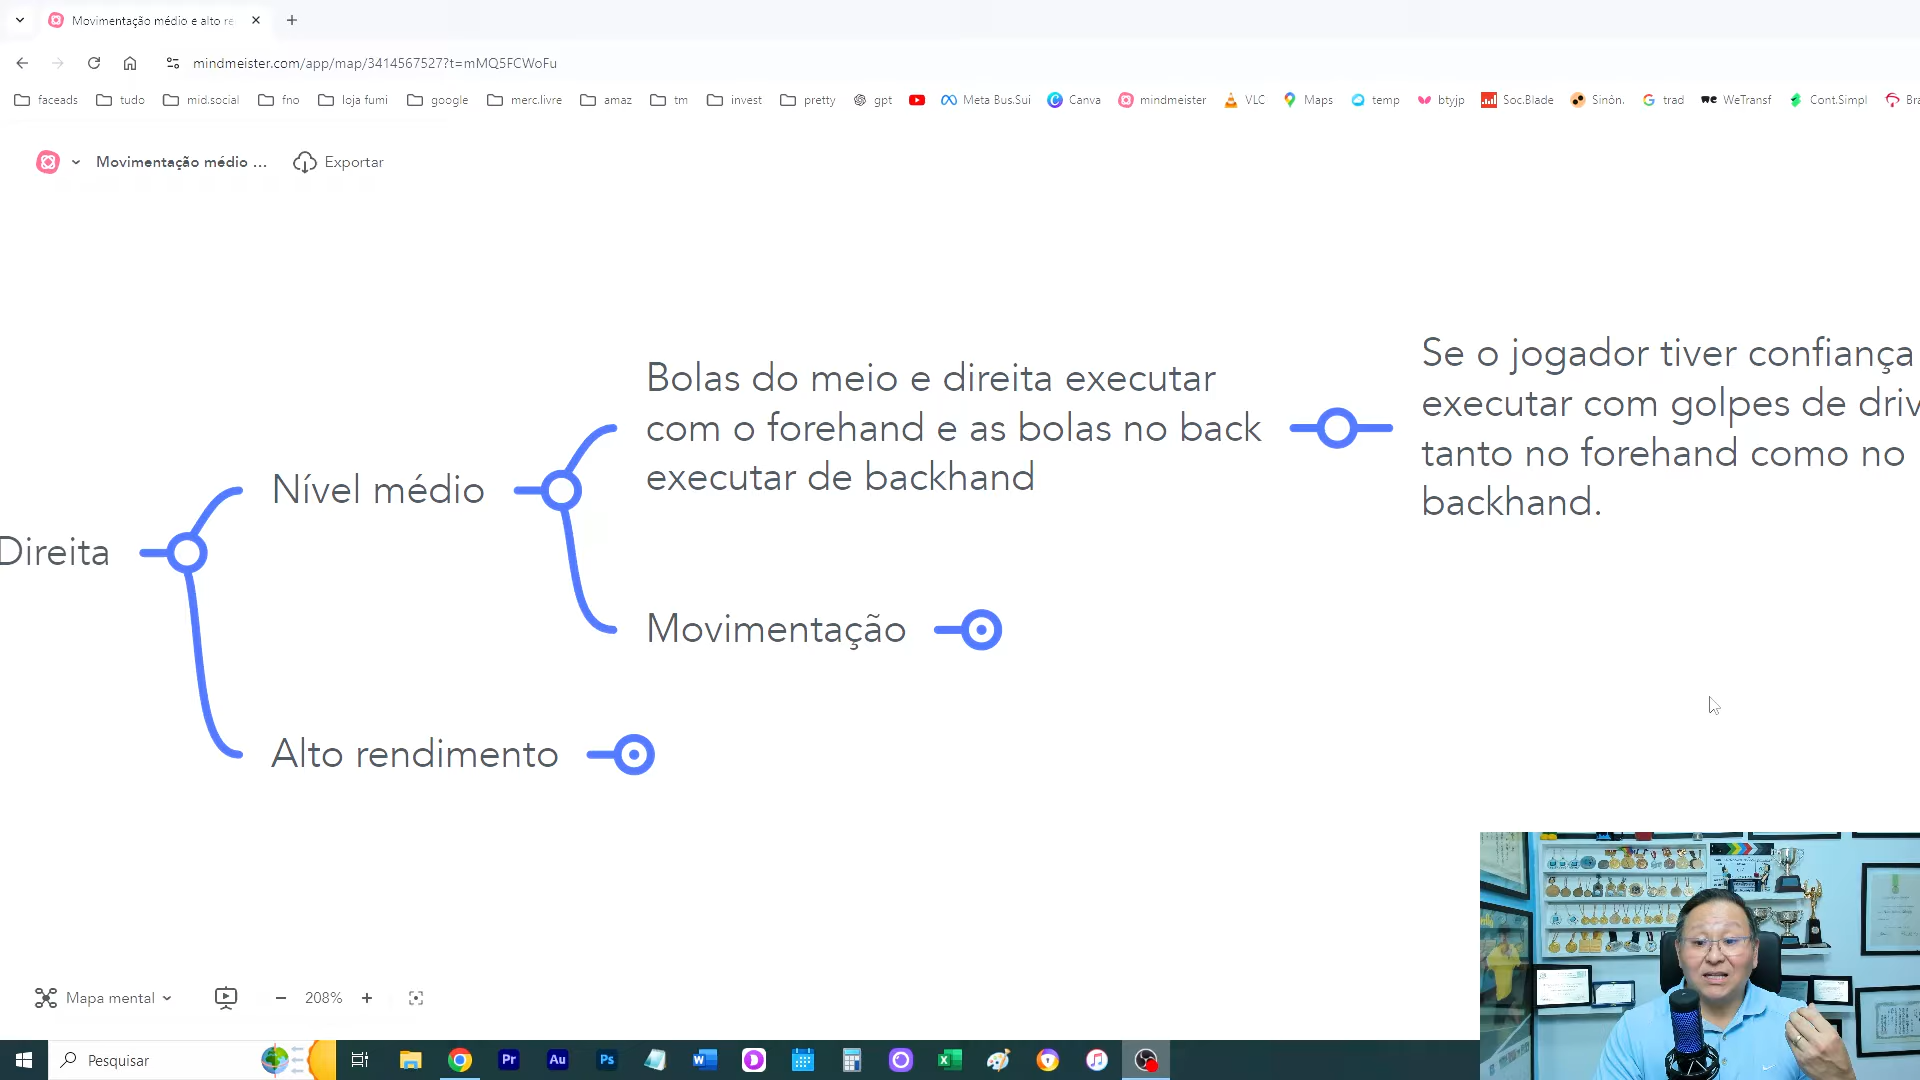 Movimentação médio e alto re
mindmeister.com/app/map/3414567527?t=mMQ5FCWoFu
faceads tudo mid.social fno loja fumi google merc.livre amaz tm invest pretty gpt Meta Bus.Sui Canva mindmeister VLC Maps temp btyjp Soc.Blade Sinôn. trad WeTransf Cont.Simpl Bra
Movimentação médio ... Exportar
Se o jogador tiver confiança
executar com golpes de driv
tanto no forehand como no
backhand.
Bolas do meio e direita executar
com o forehand e as bolas no back
executar de backhand
Nível médio
Direita
Movimentação
Alto rendimento
Mapa mental 208%
Pesquisar
Pr Au Ps